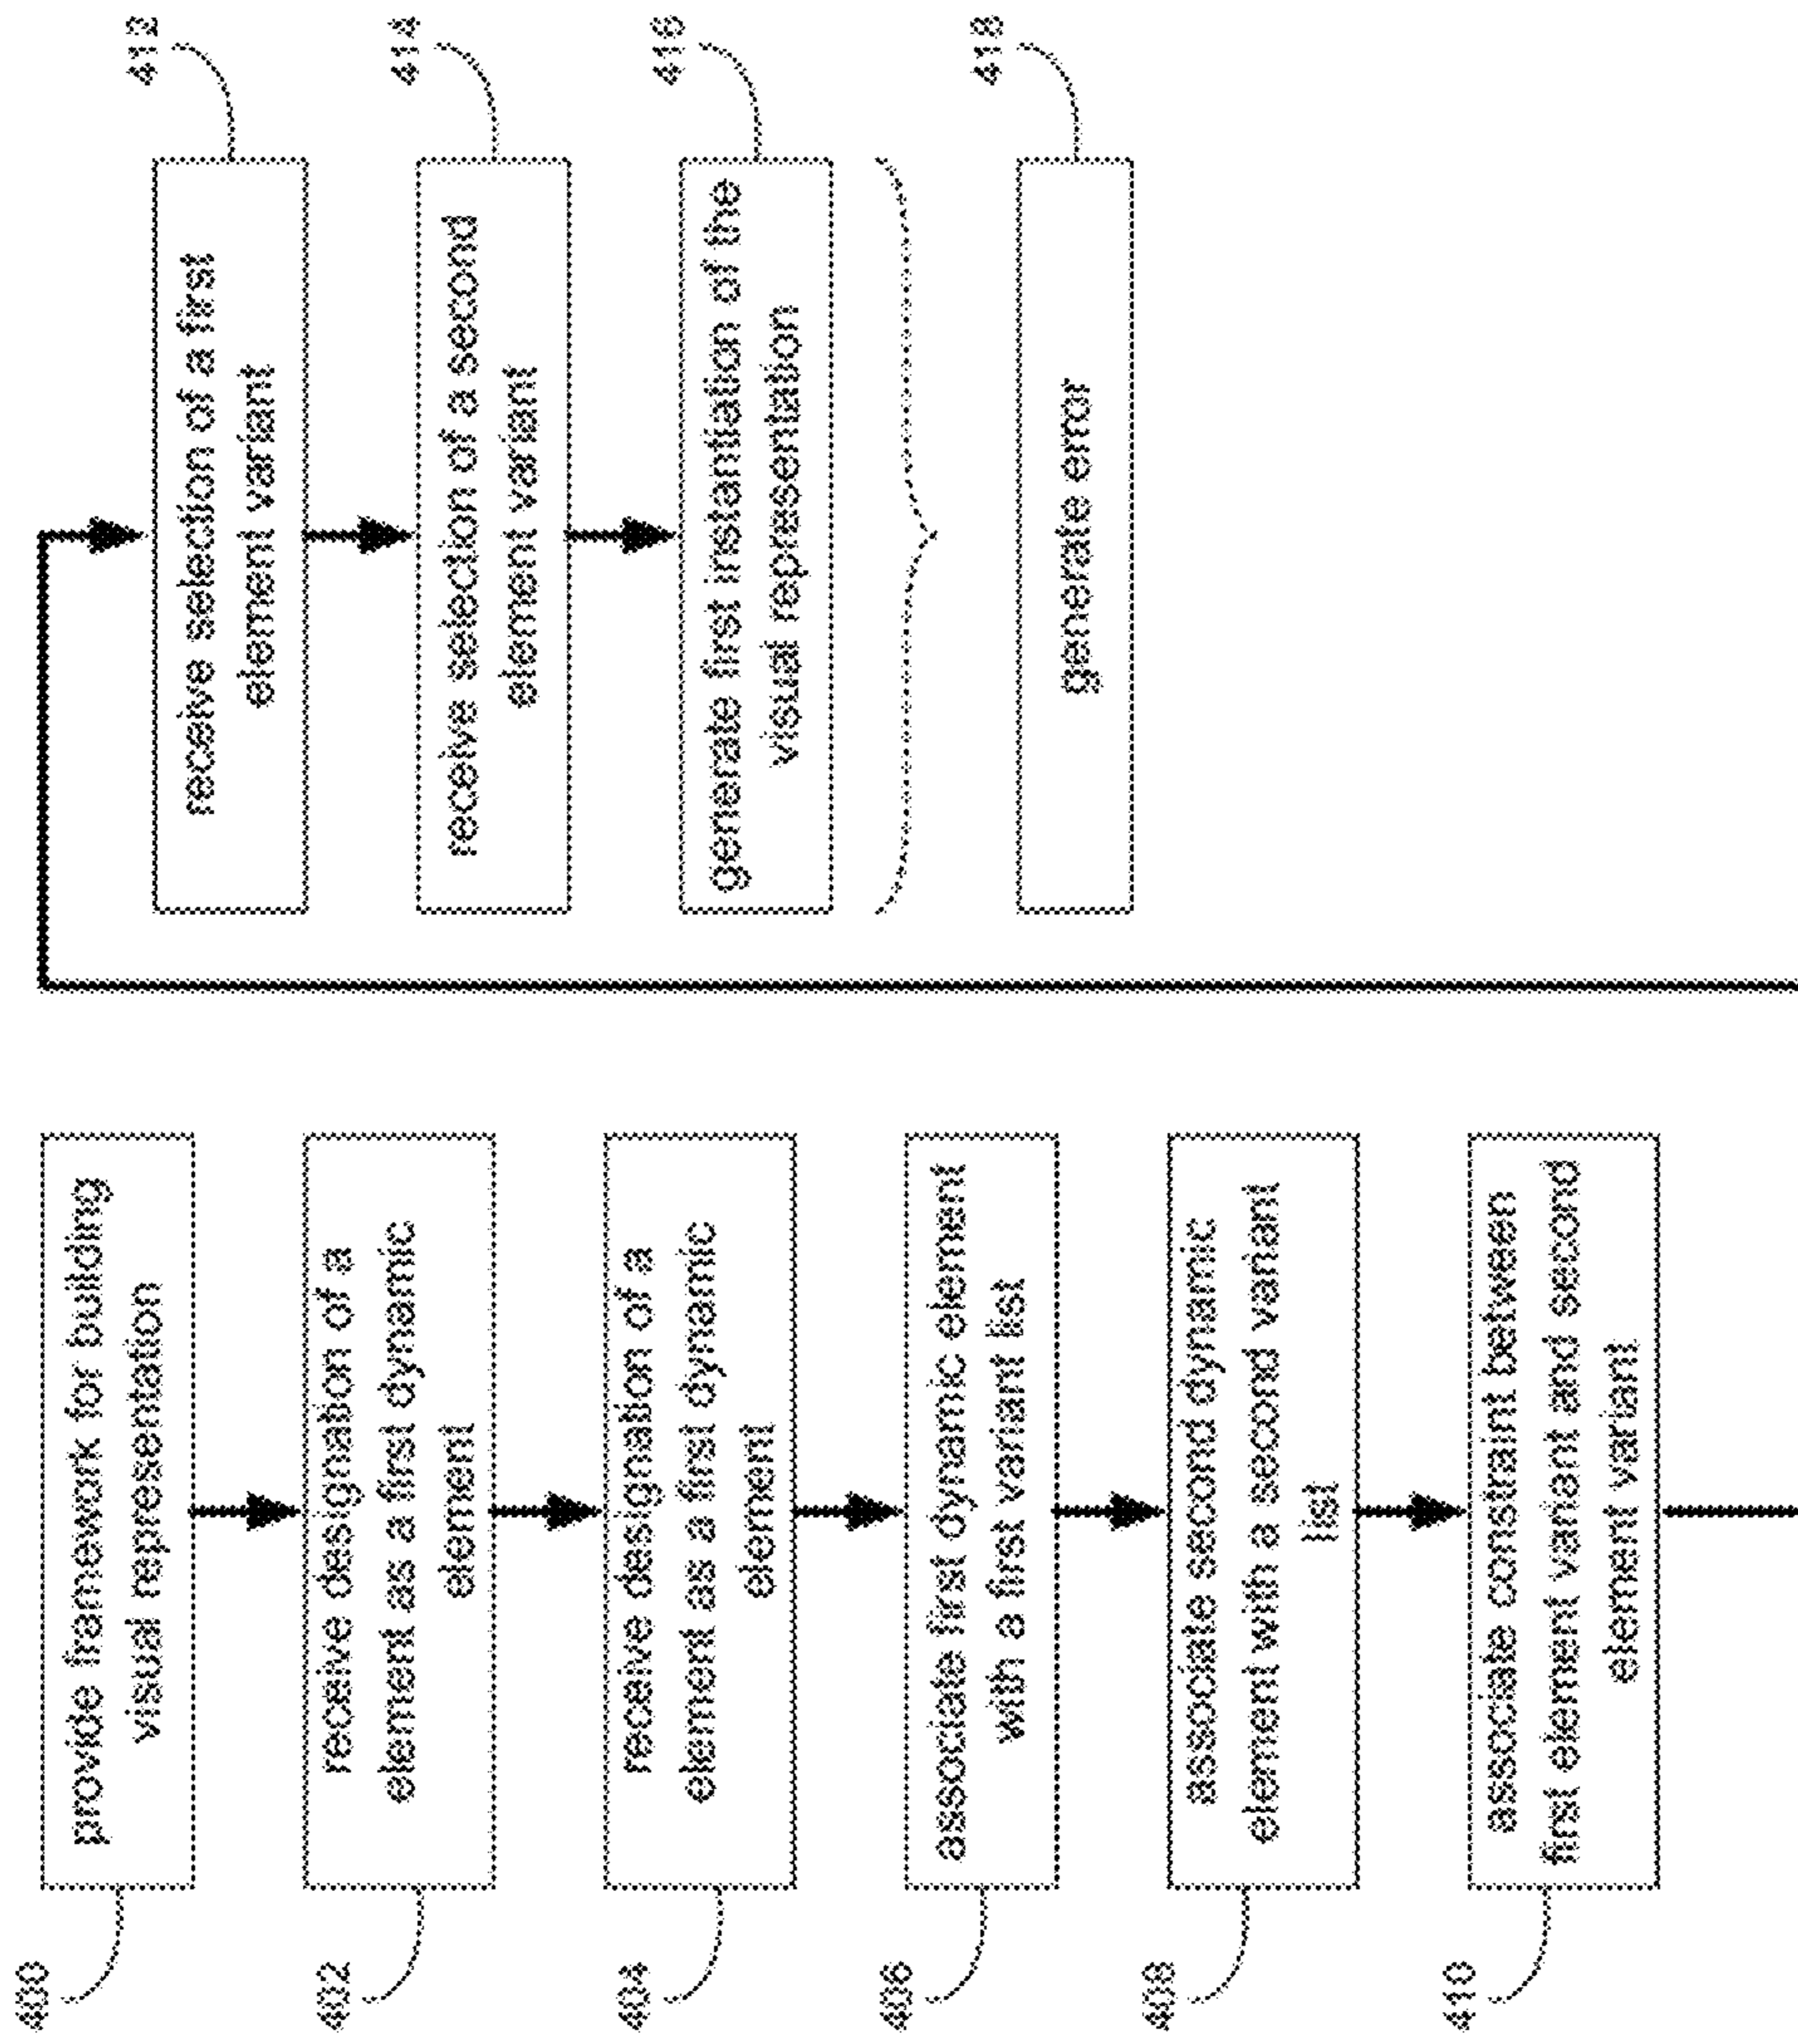 400
provide framework for building
visual representation
402
receive designation of a
element as a first dynamic
element
404
receive designation of a
element as a first dynamic
element
406
associate first dynamic element
with a first variant list
408
associate second dynamic
element with a second variant
list
410
associate constraint between
first element variant and second
element variant
412
receive selection of a first
element variant
414
receive selection of a second
element variant
416
generate first instantiation of the
visual representation
418
generate error